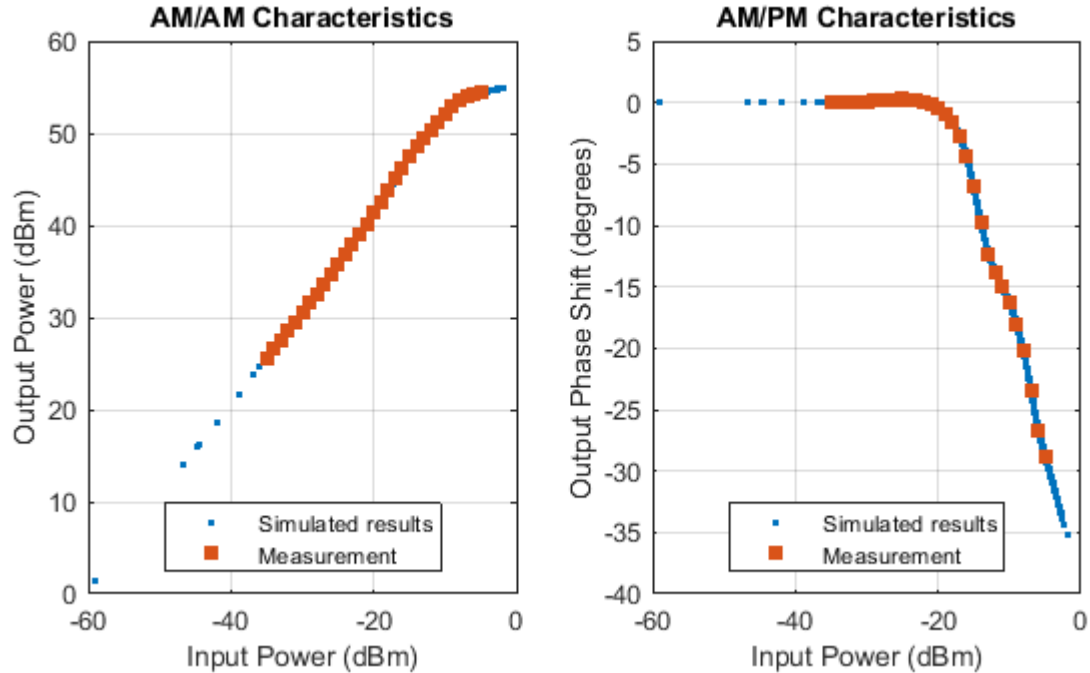 AM/AM Characteristics
60
50
40
30
20
10
0
-60
-40
-20
0
Output Power (dBm)
Input Power (dBm)
Simulated results
Measurement
AM/PM Characteristics
5
0
-5
-10
-15
-20
-25
-30
-35
-40
-60
-40
-20
0
Output Phase Shift (degrees)
Input Power (dBm)
Simulated results
Measurement